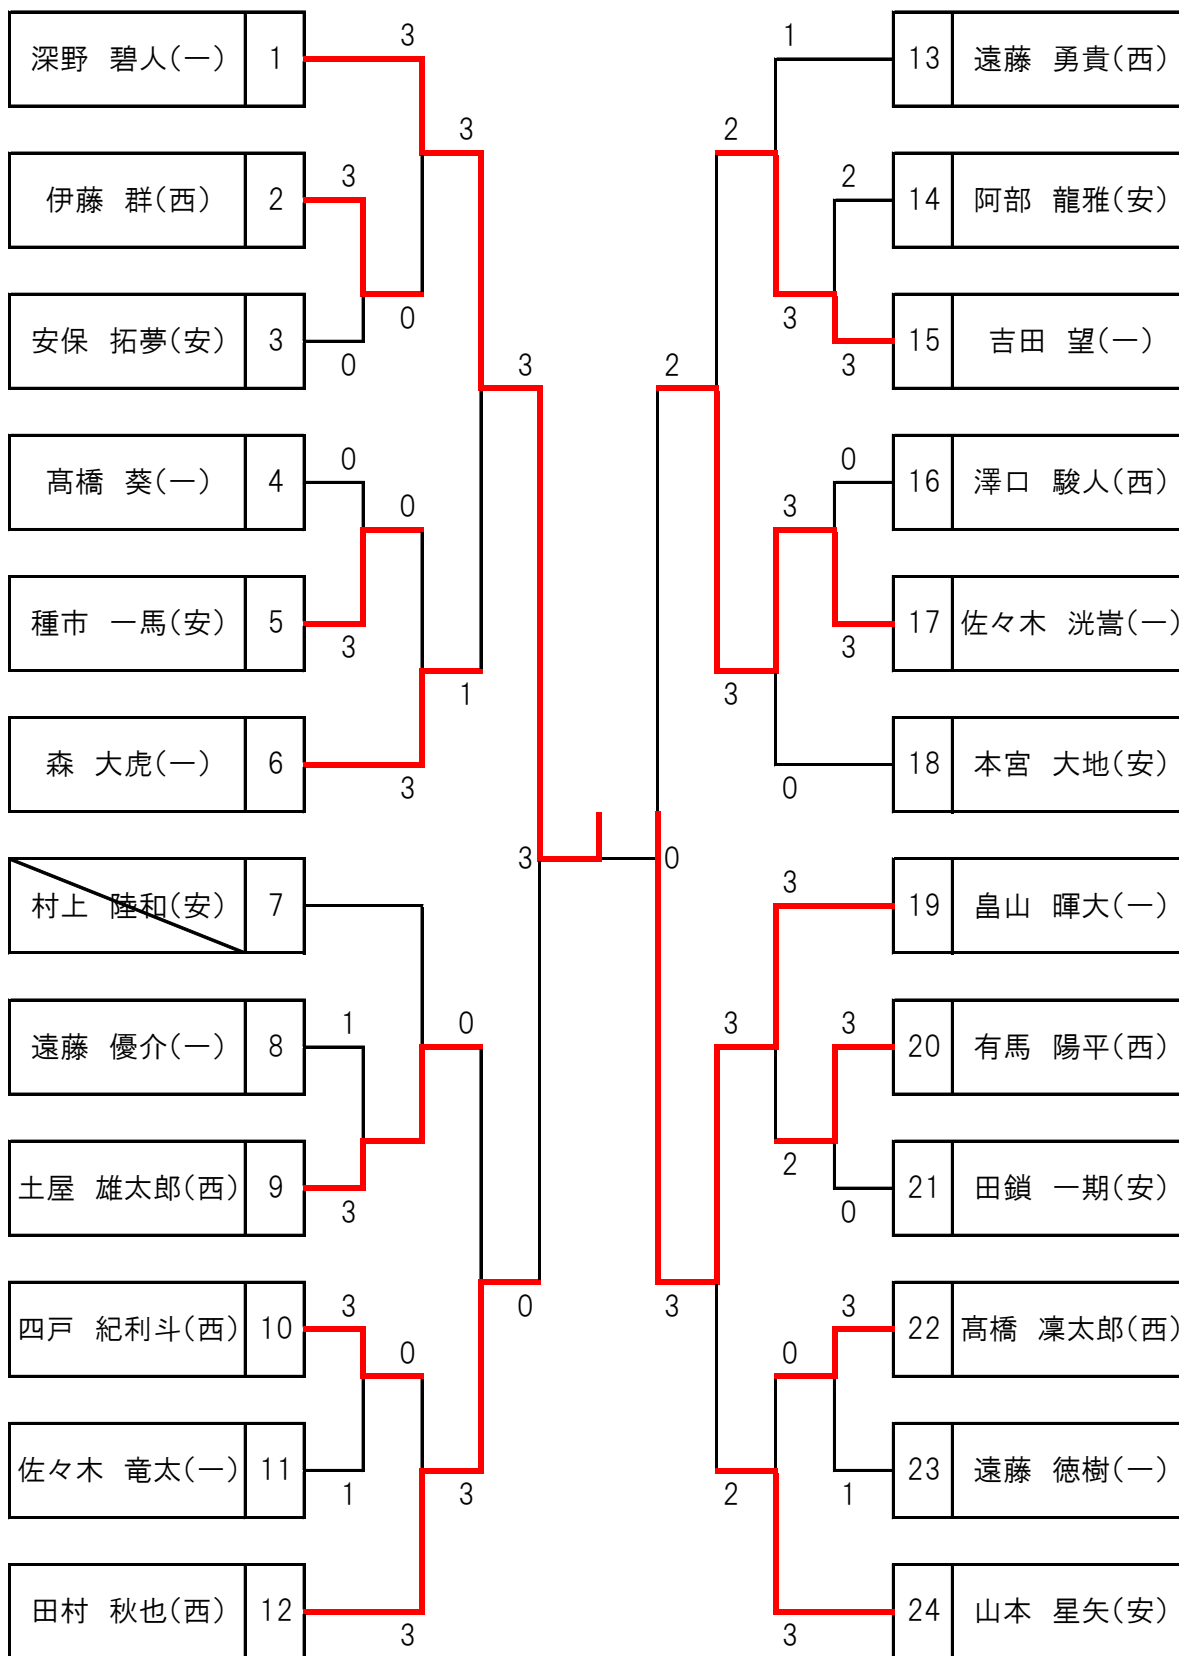 深野 碧人(一) 1
伊藤 群(西) 2
安保 拓夢(安) 3
髙橋 葵(一) 4
種市 一馬(安) 5
森 大虎(一) 6
村上 陸和(安) 7
遠藤 優介(一) 8
土屋 雄太郎(西) 9
四戸 紀利斗(西) 10
佐々木 竜太(一) 11
田村 秋也(西) 12
3
3
0
0
3
3
0
0
3
1
3
1
3
3
1
3
0
3
0
3
0
3
1
2
2
3
3
0
3
3
0
3
2
3
2
0
3
3
2
0
3
3
0
1
2
3
13 遠藤 勇貴(西)
14 阿部 龍雅(安)
15 吉田 望(一)
16 澤口 駿人(西)
17 佐々木 洸嵩(一)
18 本宮 大地(安)
19 畠山 暉大(一)
20 有馬 陽平(西)
21 田鎖 一期(安)
22 髙橋 凜太郎(西)
23 遠藤 徳樹(一)
24 山本 星矢(安)